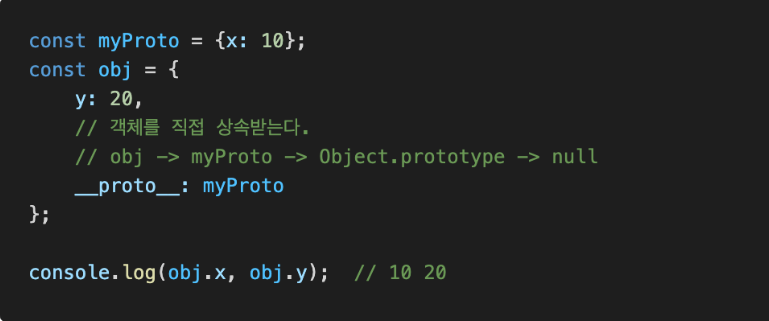 const myProto = {x: 10};
const obj = {
    y: 20,
    // 객체를 직접 상속받는다.
    // obj -> myProto -> Object.prototype -> null
    __proto__: myProto
};
console.log(obj.x, obj.y);  // 10 20